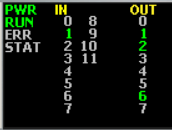 PWR IN OUT
RUN 0 8 0
ERR 1 9 1
STAT 2 10 2
3 11 3
4 4
5 5
6 6
7 7